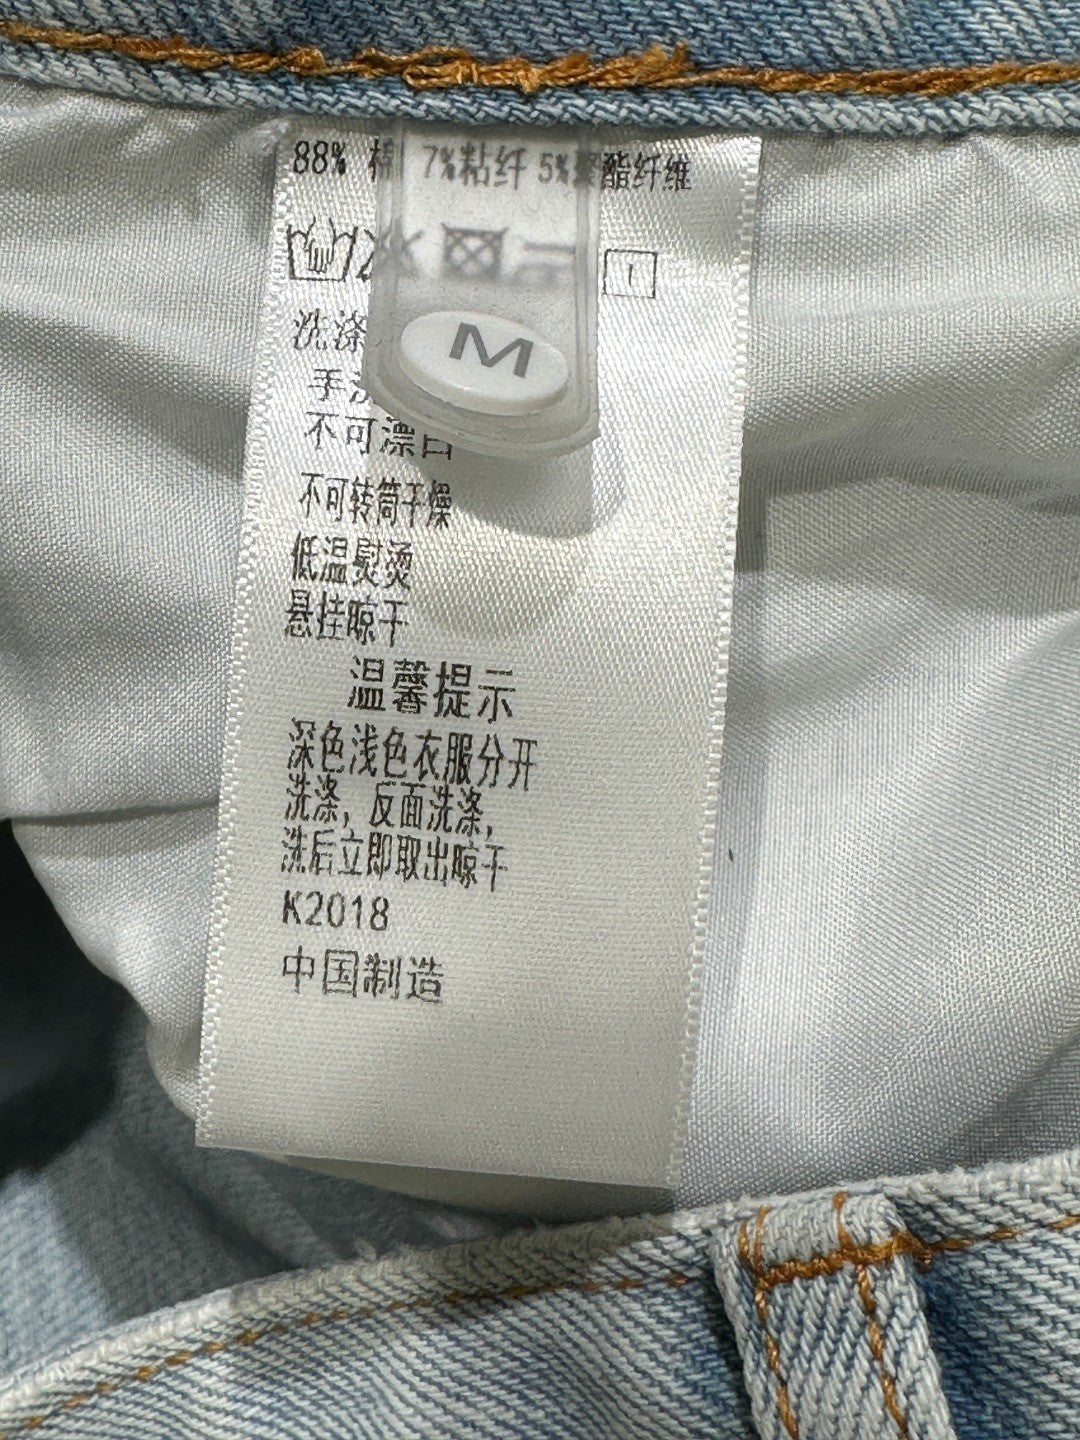 88% 棉 7%粘纤 5%聚酯纤维
M
洗涤
手洗
不可漂白
不可转筒干燥
低温熨烫
悬挂晾干
温馨提示
深色浅色衣服分开
洗涤，反面洗涤，
洗后立即取出晾干
K2018
中国制造